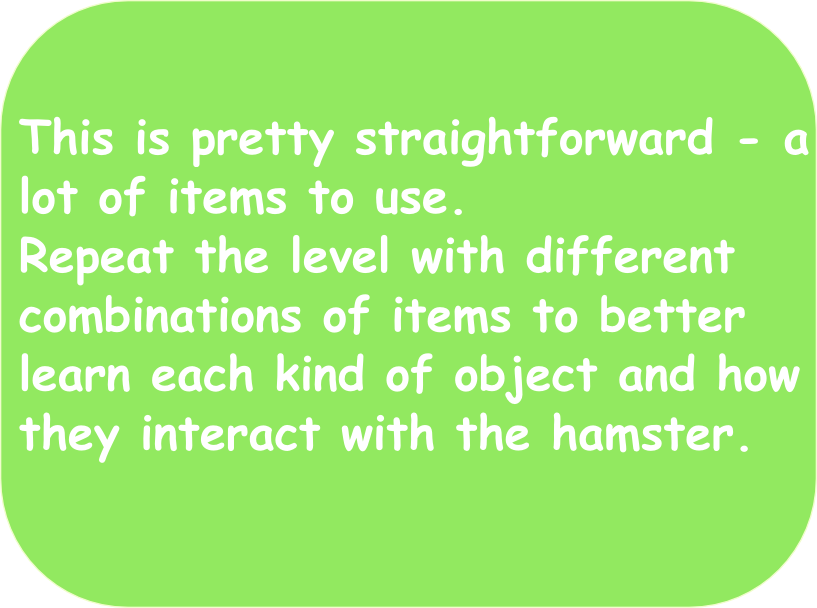 This is pretty straightforward - a
lot of items to use.
Repeat the level with different
combinations of items to better
learn each kind of object and how
they interact with the hamster.